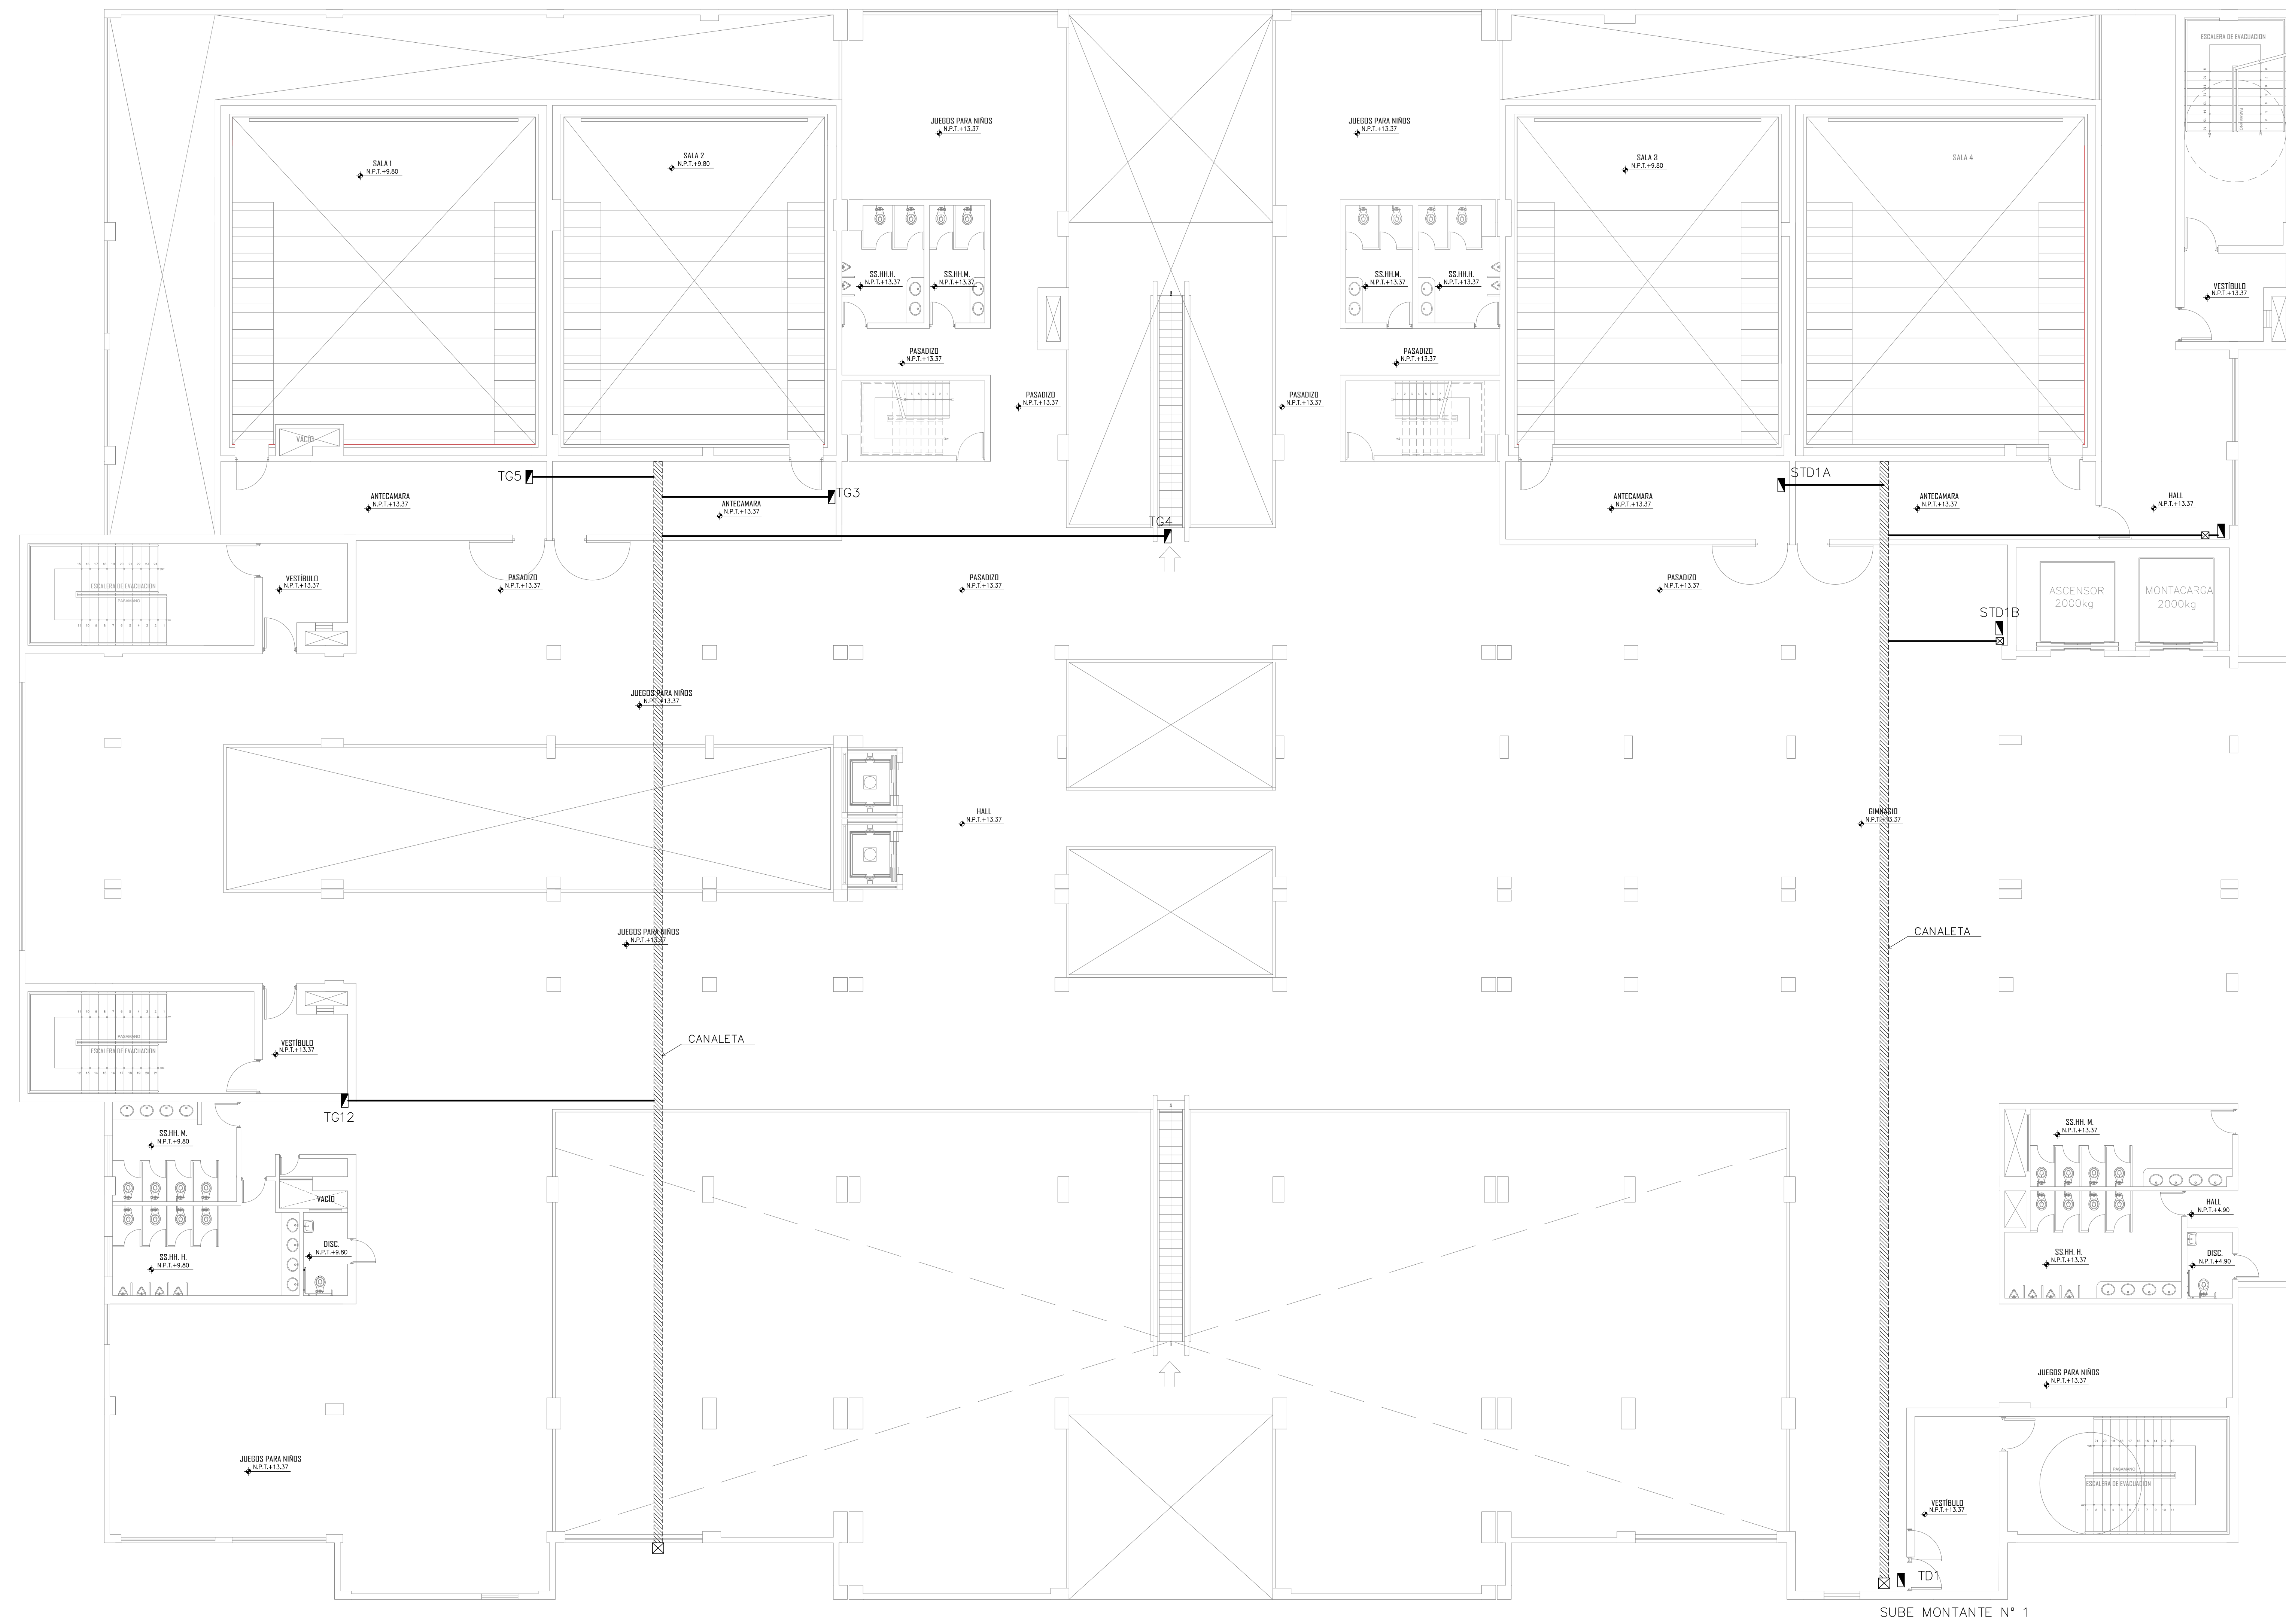 ESCALERA DE EVACUACION
JUEGOS PARA NIÑOS
N.P.T.+13.37
JUEGOS PARA NIÑOS
N.P.T.+13.37
SALA 1
N.P.T.+9.80
SALA 2
N.P.T.+9.80
SALA 3
N.P.T.+9.80
SALA 4
SS.HH.H.
N.P.T.+13.37
SS.HH.M.
N.P.T.+13.37
SS.HH.M.
N.P.T.+13.37
SS.HH.H.
N.P.T.+13.37
VESTÍBULO
N.P.T.+13.37
PASADIZO
N.P.T.+13.37
PASADIZO
N.P.T.+13.37
PASADIZO
N.P.T.+13.37
PASADIZO
N.P.T.+13.37
VACÍO
TG5
TG3
STD1A
ANTECAMARA
N.P.T.+13.37
ANTECAMARA
N.P.T.+13.37
ANTECAMARA
N.P.T.+13.37
ANTECAMARA
N.P.T.+13.37
HALL
N.P.T.+13.37
TG4
ESCALERA DE EVACUACION
PASAMANO
VESTÍBULO
N.P.T.+13.37
PASADIZO
N.P.T.+13.37
PASADIZO
N.P.T.+13.37
PASADIZO
N.P.T.+13.37
ASCENSOR
2000kg
MONTACARGA
2000kg
STD1B
JUEGOS PARA NIÑOS
N.P.T.+13.37
HALL
N.P.T.+13.37
GIMNASIO
N.P.T.+13.37
JUEGOS PARA NIÑOS
N.P.T.+13.37
CANALETA
CANALETA
PASAMANO
ESCALERA DE EVACUACION
VESTÍBULO
N.P.T.+13.37
TG12
SS.HH. M.
N.P.T.+9.80
SS.HH. M.
N.P.T.+13.37
VACÍO
HALL
N.P.T.+4.90
SS.HH. H.
N.P.T.+9.80
DISC.
N.P.T.+9.80
SS.HH. H.
N.P.T.+13.37
DISC.
N.P.T.+4.90
JUEGOS PARA NIÑOS
N.P.T.+13.37
JUEGOS PARA NIÑOS
N.P.T.+13.37
PASAMANO
ESCALERA DE EVACUACION
VESTÍBULO
N.P.T.+13.37
TD1
SUBE MONTANTE Nº 1